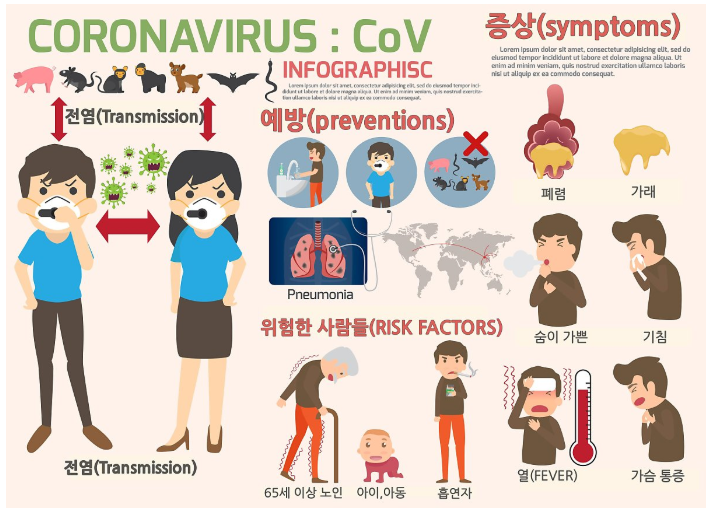 CORONAVIRUS : CoV
INFOGRAPHISC
Lorem ipsum dolor sit amet, consectetur adipisicing elit, sed do eiusmod tempor inci-
didunt ut labore et dolore magna aliqua. Ut enim ad minim veniam, quis nostrud exercita-
tion ullamco laboris nisi ut aliquip ex ea commodo consequat.
전염(Transmission)
전염(Transmission)
예방(preventions)
Pneumonia
위험한 사람들(RISK FACTORS)
65세 이상 노인
아이,아동
흡연자
증상(symptoms)
Lorem ipsum dolor sit amet, consectetur adipisicing elit, sed do
eiusmod tempor incididunt ut labore et dolore magna aliqua. Ut
enim ad minim veniam, quis nostrud exercitation ullamco laboris
nisi ut aliquip ex ea commodo consequat.
폐렴
가래
숨이 가쁜
기침
열(FEVER)
가슴 통증